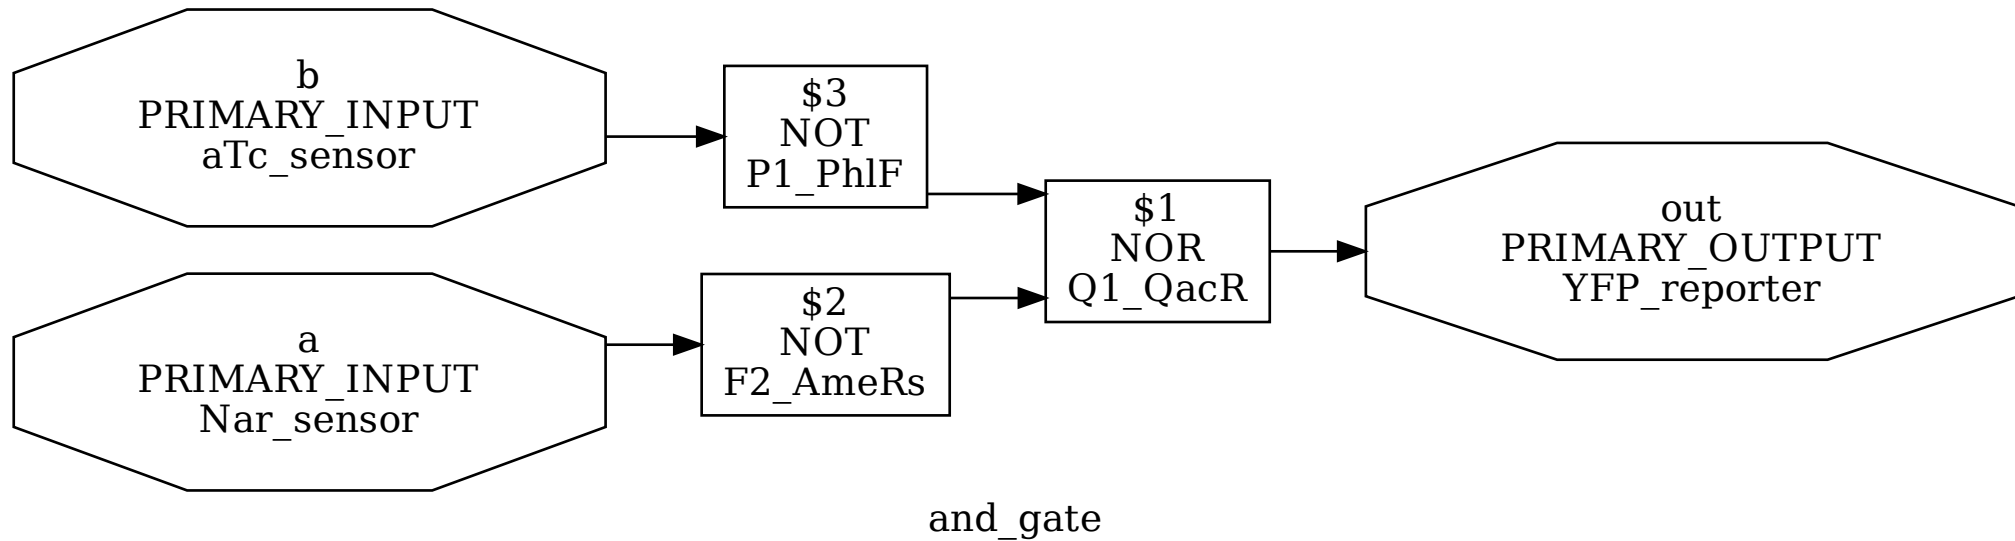 b
PRIMARY_INPUT
aTc_sensor
$3
NOT
P1_PhlF
a
PRIMARY_INPUT
Nar_sensor
$2
NOT
F2_AmeRs
$1
NOR
Q1_QacR
out
PRIMARY_OUTPUT
YFP_reporter
and_gate